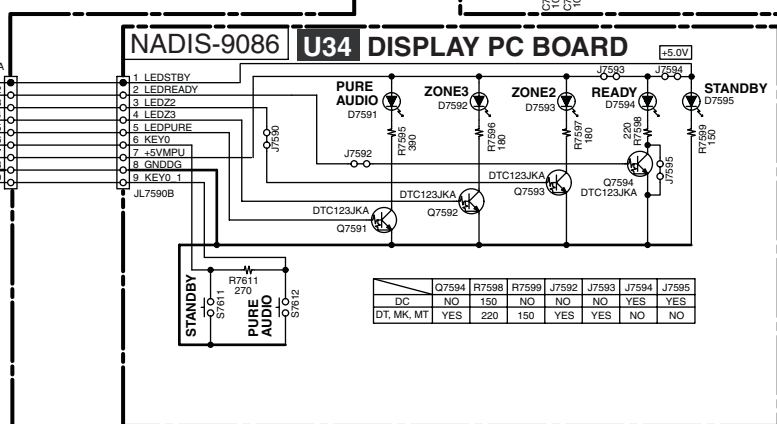 NADIS-9086
U34 DISPLAY PC BOARD
+5.0V
1 LEDSTBY
2 LEDREADY
3 LEDZ2
4 LEDZ3
5 LEDPURE
6 KEY0
7 +5VMPU
8 GNDDG
9 KEY0_1
JL7590B
J7590
J7592
J7593
J7594
PURE
AUDIO
D7591
ZONE3
D7592
ZONE2
D7593
READY
D7594
STANDBY
D7595
R7595
390
R7596
180
R7597
180
220
R7598
R7599
150
J7595
DTC123JKA
Q7591
DTC123JKA
Q7592
DTC123JKA
Q7593
Q7594
DTC123JKA
R7611
270
STANDBY
S7611
PURE
AUDIO
S7612
Q7594 R7598 R7599 J7592 J7593 J7594 J7595
DC NO 150 NO NO NO YES YES
DT, MK, MT YES 220 150 YES YES NO NO